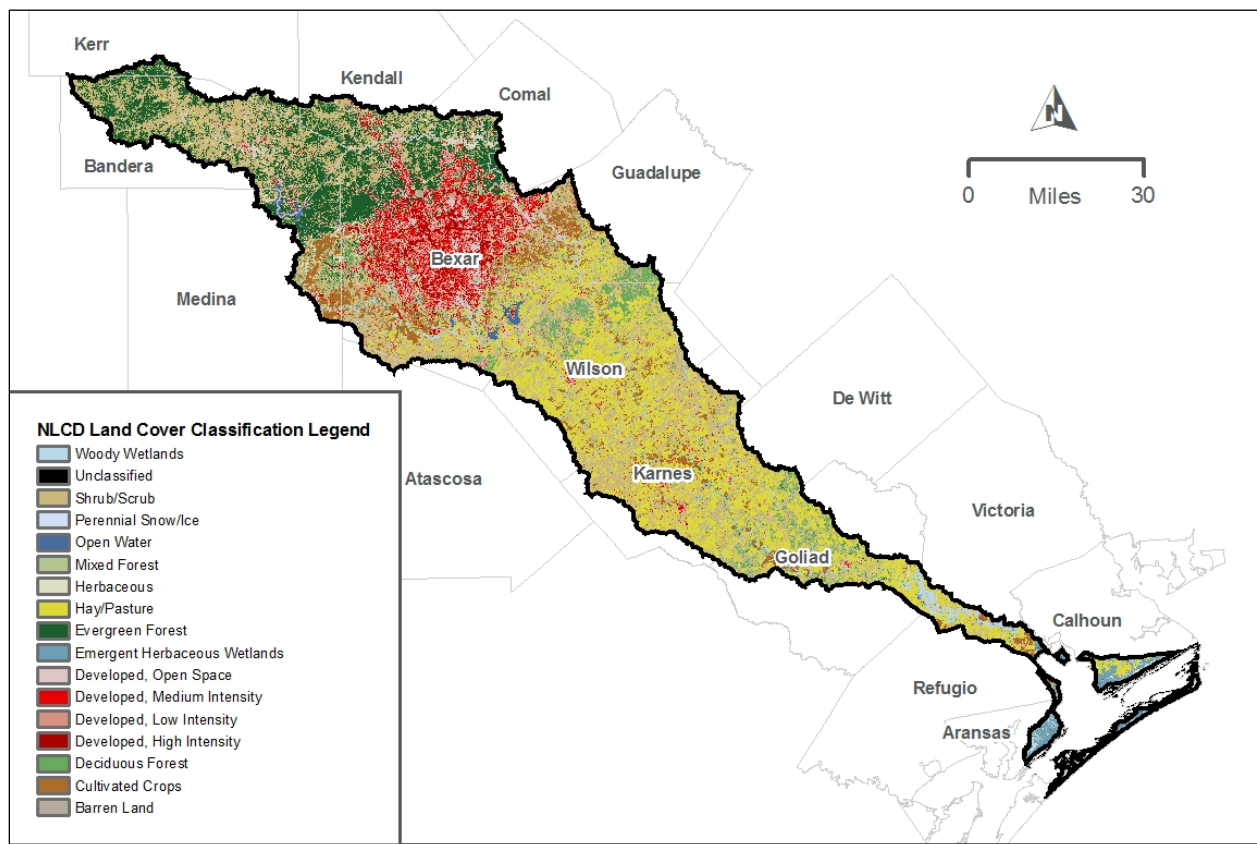 Kerr
Kendall
Comal
Bandera
Guadalupe
N
0 30
Miles
Bexar
Medina
Wilson
De Witt
Karnes
Atascosa
Victoria
Goliad
Calhoun
Refugio
Aransas
NLCD Land Cover Classification Legend
Woody Wetlands
Unclassified
Shrub/Scrub
Perennial Snow/Ice
Open Water
Mixed Forest
Herbaceous
Hay/Pasture
Evergreen Forest
Emergent Herbaceous Wetlands
Developed, Open Space
Developed, Medium Intensity
Developed, Low Intensity
Developed, High Intensity
Deciduous Forest
Cultivated Crops
Barren Land